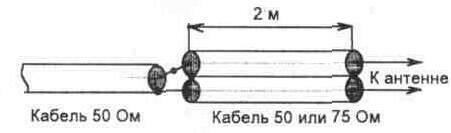 2 м
К антенне
Кабель 50 Ом
Кабель 50 или 75 Ом